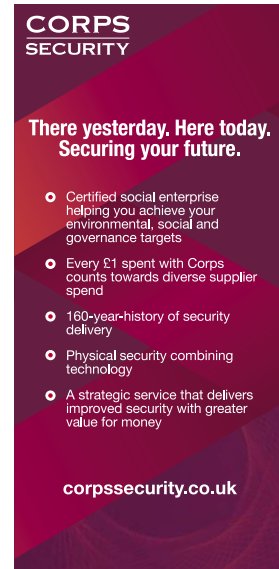 CORPS
SECURITY
There yesterday. Here today.
Securing your future.
Certified social enterprise
helping you achieve your
environmental, social and
governance targets
Every £1 spent with Corps
counts towards diverse supplier
spend
160-year-history of security
delivery
Physical security combining
technology
A strategic service that delivers
improved security with greater
value for money
corpssecurity.co.uk